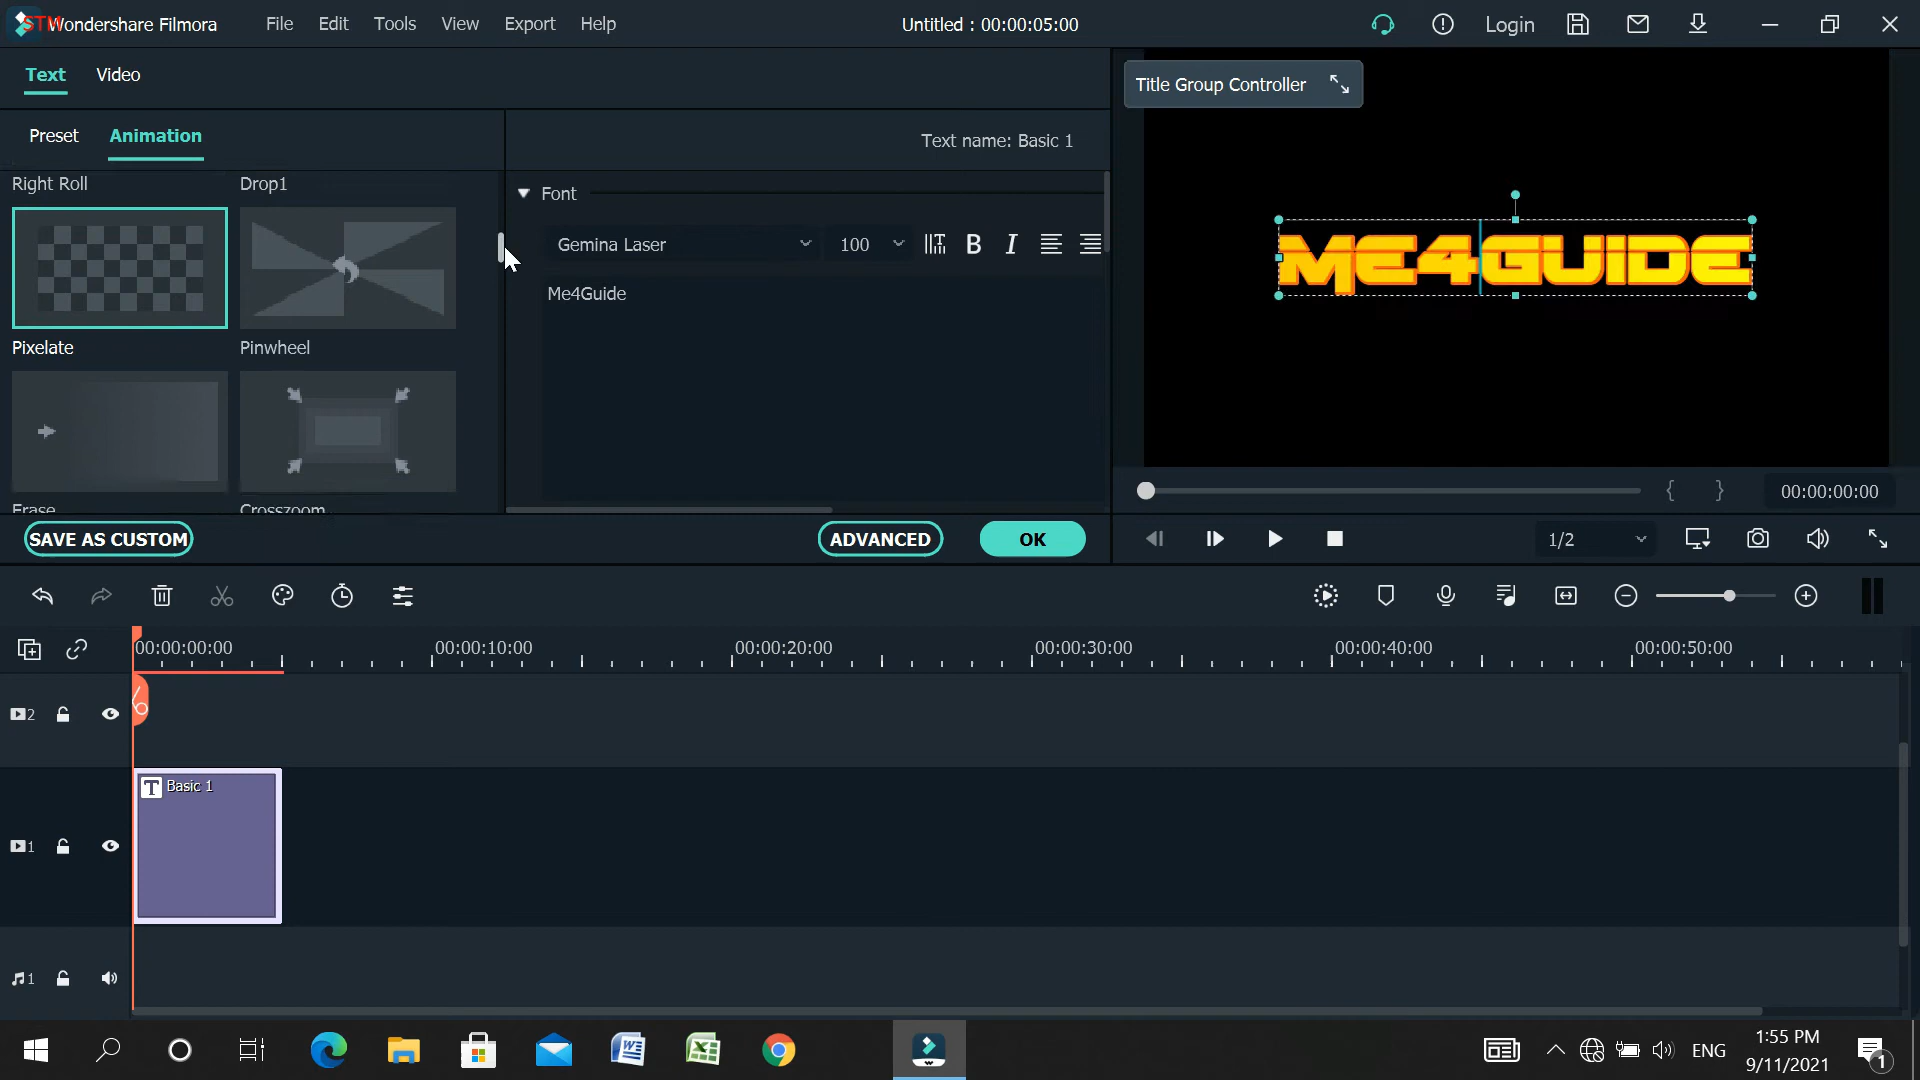 STM
Wondershare Filmora
File Edit Tools View Export Help
Untitled : 00:00:05:00
Login
Text Video
Title Group Controller
Preset Animation
Text name: Basic 1
Right Roll Drop1
Font
Gemina Laser 100 B I
Me4Guide
ME4GUIDE
Pixelate Pinwheel
Erase Crosszoom
{ } 00:00:00:00
SAVE AS CUSTOM ADVANCED OK
1/2
00:00:00:00 00:00:10:00 00:00:20:00 00:00:30:00 00:00:40:00 00:00:50:00
2
T Basic 1
1
1
ENG
1:55 PM
9/11/2021
1